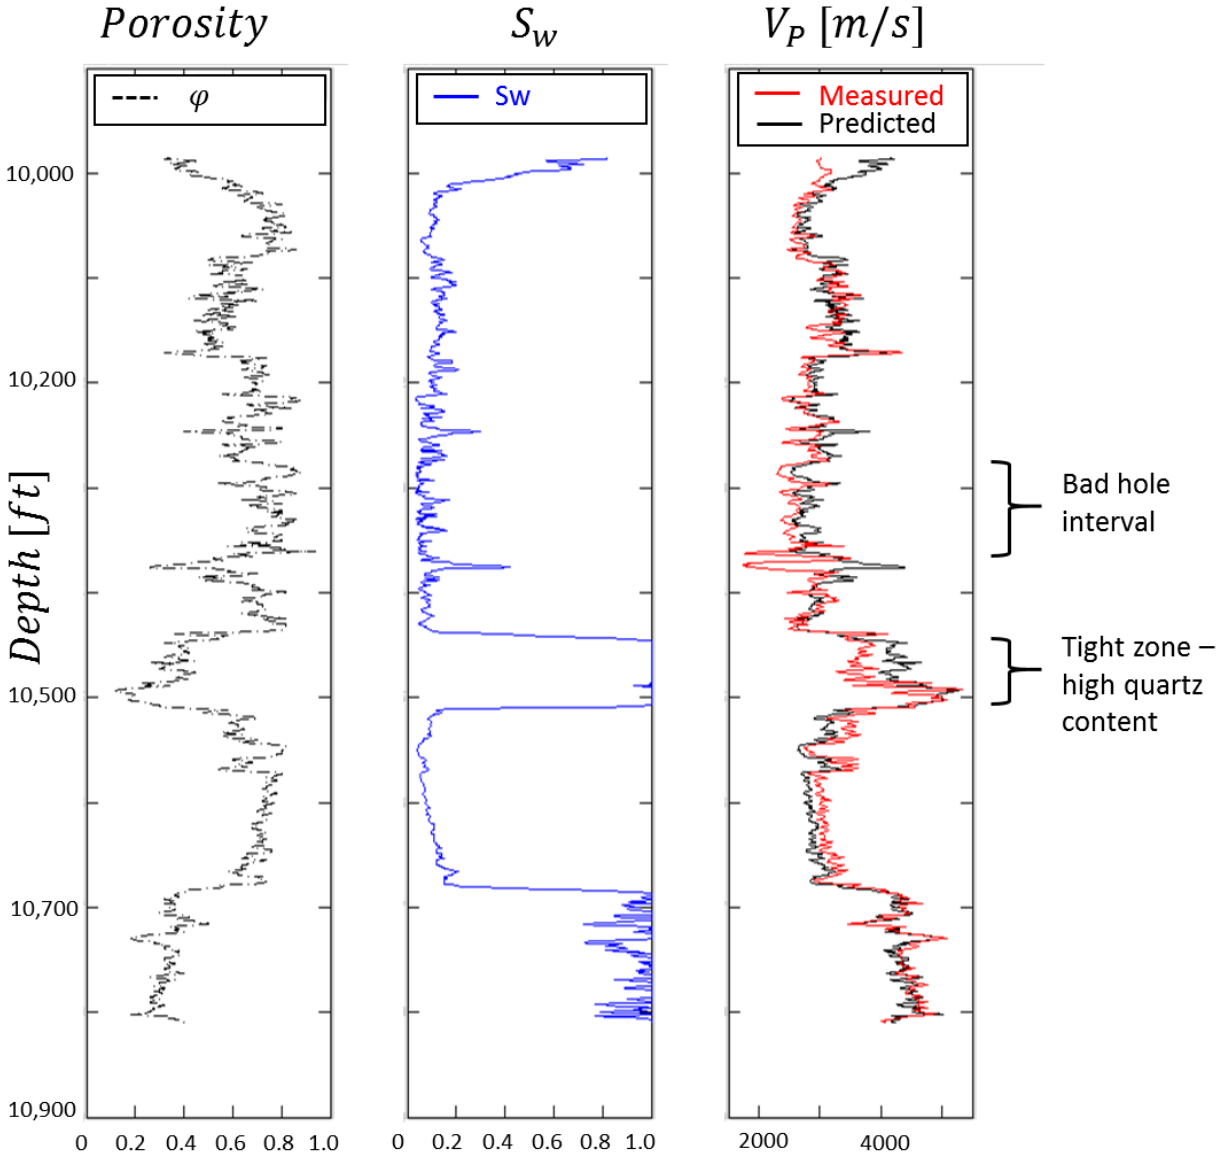 Porosity
S_w
V_P [m/s]
φ
Sw
Measured
Predicted
Depth [ft]
10,000
10,200
10,500
10,700
10,900
0 0.2 0.4 0.6 0.8 1.0
0 0.2 0.4 0.6 0.8 1.0
2000 4000
Bad hole
interval
Tight zone –
high quartz
content